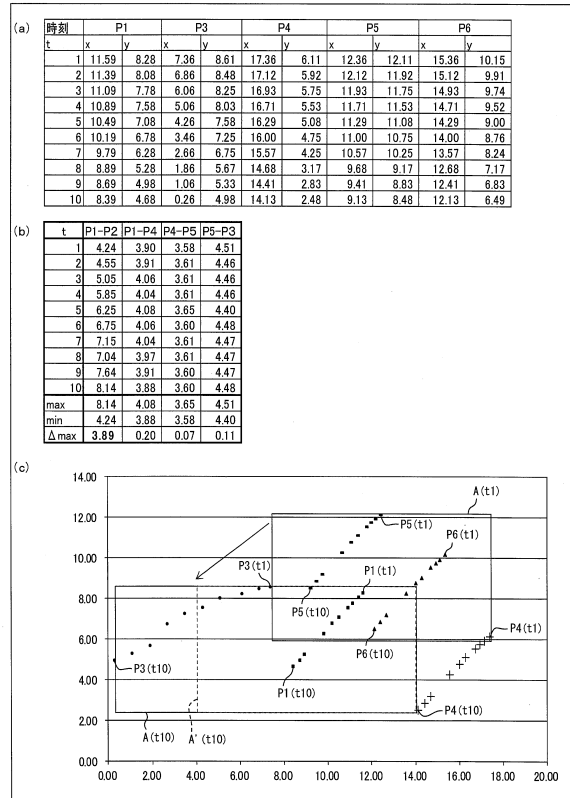 (a)
時刻 P1 P3 P4 P5 P6
t x y x y x y x y x y
1 11.59 8.28 7.36 8.61 17.36 6.11 12.36 12.11 15.36 10.15
2 11.39 8.08 6.86 8.48 17.12 5.92 12.12 11.92 15.12 9.91
3 11.09 7.78 6.06 8.25 16.93 5.75 11.93 11.75 14.93 9.74
4 10.89 7.58 5.06 8.03 16.71 5.53 11.71 11.53 14.71 9.52
5 10.49 7.08 4.26 7.58 16.29 5.08 11.29 11.08 14.29 9.00
6 10.19 6.78 3.46 7.25 16.00 4.75 11.00 10.75 14.00 8.76
7 9.79 6.28 2.66 6.75 15.57 4.25 10.57 10.25 13.57 8.24
8 8.89 5.28 1.86 5.67 14.68 3.17 9.68 9.17 12.68 7.17
9 8.69 4.98 1.06 5.33 14.41 2.83 9.41 8.83 12.41 6.83
10 8.39 4.68 0.26 4.98 14.13 2.48 9.13 8.48 12.13 6.49
(b)
t P1-P2 P1-P4 P4-P5 P5-P3
1 4.24 3.90 3.58 4.51
2 4.55 3.91 3.61 4.46
3 5.05 4.06 3.61 4.46
4 5.85 4.04 3.61 4.46
5 6.25 4.08 3.65 4.40
6 6.75 4.06 3.60 4.48
7 7.15 4.04 3.61 4.47
8 7.04 3.97 3.61 4.47
9 7.64 3.91 3.60 4.47
10 8.14 3.88 3.60 4.48
max 8.14 4.08 3.65 4.51
min 4.24 3.88 3.58 4.40
Δmax 3.89 0.20 0.07 0.11
(c)
14.00
A(t1)
12.00
P5(t1)
P6(t1)
10.00
P3(t1)
P1(t1)
8.00
P5(t10)
P4(t1)
6.00
P6(t10)
P3(t10)
P1(t10)
4.00
P4(t10)
2.00
A(t10)
A'(t10)
0.00
0.00 2.00 4.00 6.00 8.00 10.00 12.00 14.00 16.00 18.00 20.00